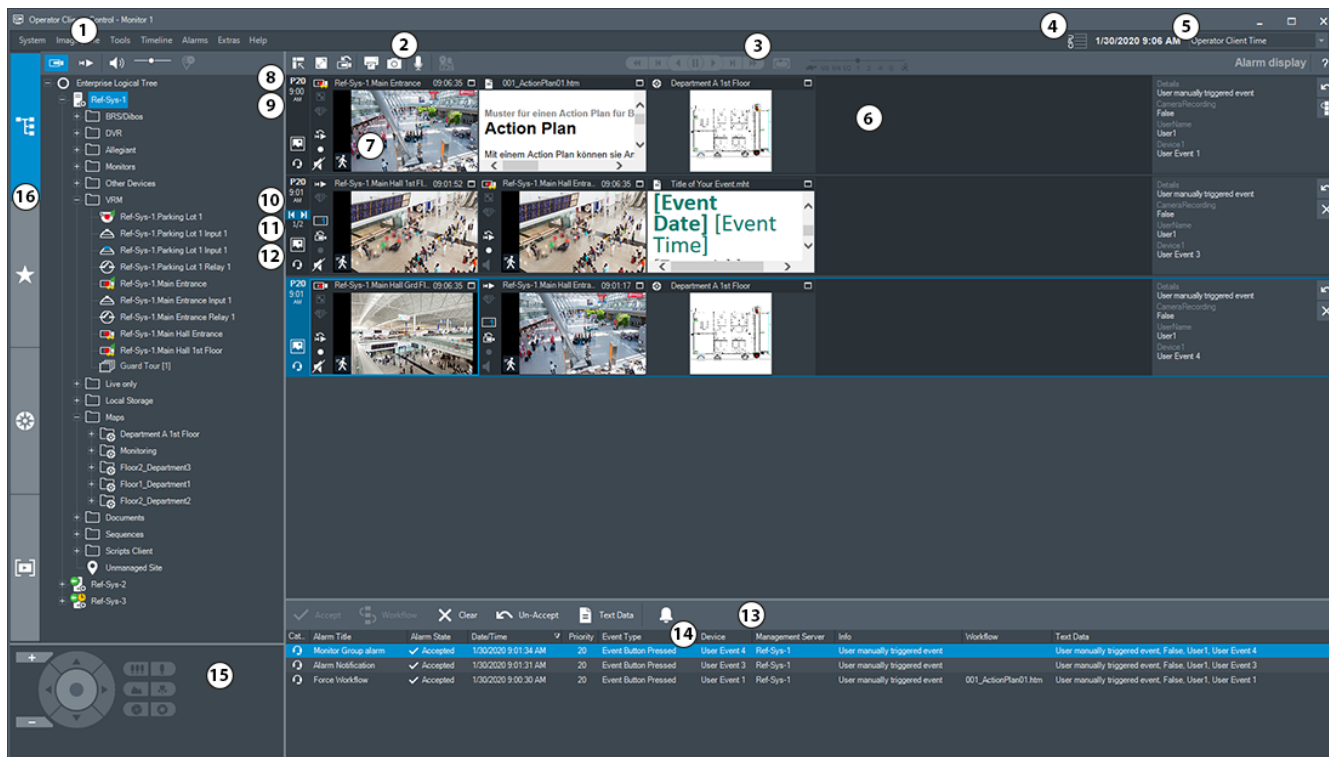 Operator Client
Control - Monitor 1
1
4
5
System
Tools
Timeline
Alarms
Extras
Help
2
3
1/30/2020 9:06 AM
Operator Client Time
Alarm display
?
8
Enterprise Logical Tree
9
Ref-Sys-1
BRS/Dibos
DVR
Allegiant
Monitors
Other Devices
VRM
Ref-Sys-1.Parking Lot 1
Ref-Sys-1.Parking Lot 1 Input 1
Ref-Sys-1.Parking Lot 1 Input 1
Ref-Sys-1.Parking Lot 1 Relay 1
Ref-Sys-1.Main Entrance
Ref-Sys-1.Main Entrance Input 1
Ref-Sys-1.Main Entrance Relay 1
Ref-Sys-1.Main Hall Entrance
Ref-Sys-1.Main Hall 1st Floor
Guard Tour [1]
Live only
Local Storage
Maps
Department A 1st Floor
Monitoring
Floor2_Department3
Floor1_Department1
Floor2_Department2
Documents
Sequences
Scripts Client
Unmanaged Site
Ref-Sys-2
Ref-Sys-3
16
10
11
12
15
P20
9:00
AM
Ref-Sys-1.Main Entrance
09:06:35
7
001_ActionPlan01.htm
Muster für einen Action Plan für B
Action Plan
Mit einem Action Plan können sie Ar
Department A 1st Floor
6
Details
User manually triggered event
CameraRecording
False
UserName
User1
Device1
User Event 1
P20
9:01
AM
1/2
Ref-Sys-1.Main Hall 1st Fl..
09:01:52
Ref-Sys-1.Main Hall Entra..
09:06:35
Title of Your Event.mht
[Event
Date] [Event
Time]
Details
User manually triggered event
CameraRecording
False
UserName
User1
Device1
User Event 3
P20
9:01
AM
Ref-Sys-1.Main Hall Grd Fl..
09:06:35
Ref-Sys-1.Main Hall Entra..
09:01:17
Department A 1st Floor
Details
User manually triggered event
CameraRecording
False
UserName
User1
Device1
User Event 4
Accept
Workflow
Clear
Un-Accept
Text Data
13
14
Cat.. Alarm Title Alarm State Date/Time Priority Event Type Device Management Server Info Workflow Text Data
Monitor Group alarm Accepted 1/30/2020 9:01:34 AM 20 Event Button Pressed User Event 4 Ref-Sys-1 User manually triggered event User manually triggered event, False, User1, User Event 4
Alarm Notification Accepted 1/30/2020 9:01:31 AM 20 Event Button Pressed User Event 3 Ref-Sys-1 User manually triggered event User manually triggered event, False, User1, User Event 3
Force Workflow Accepted 1/30/2020 9:00:30 AM 20 Event Button Pressed User Event 1 Ref-Sys-1 User manually triggered event 001_ActionPlan01.htm User manually triggered event, False, User1, User Event 1